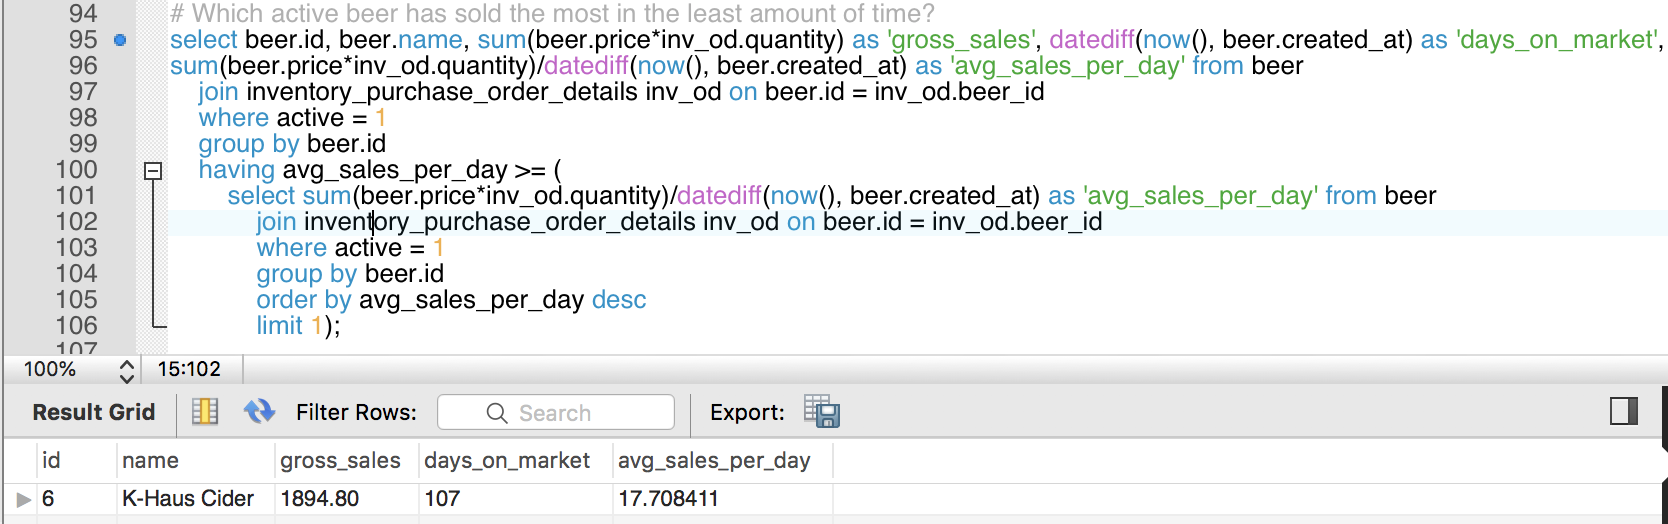 94 # Which active beer has sold the most in the least amount of time?
95 select beer.id, beer.name, sum(beer.price*inv_od.quantity) as 'gross_sales', datediff(now(), beer.created_at) as 'days_on_market',
96 sum(beer.price*inv_od.quantity)/datediff(now(), beer.created_at) as 'avg_sales_per_day' from beer
97 join inventory_purchase_order_details inv_od on beer.id = inv_od.beer_id
98 where active = 1
99 group by beer.id
100 having avg_sales_per_day >= (
101 select sum(beer.price*inv_od.quantity)/datediff(now(), beer.created_at) as 'avg_sales_per_day' from beer
102 join inventory_purchase_order_details inv_od on beer.id = inv_od.beer_id
103 where active = 1
104 group by beer.id
105 order by avg_sales_per_day desc
106 limit 1);
107
100% 15:102
Result Grid Filter Rows: Search Export:
id name gross_sales days_on_market avg_sales_per_day
6 K-Haus Cider 1894.80 107 17.708411